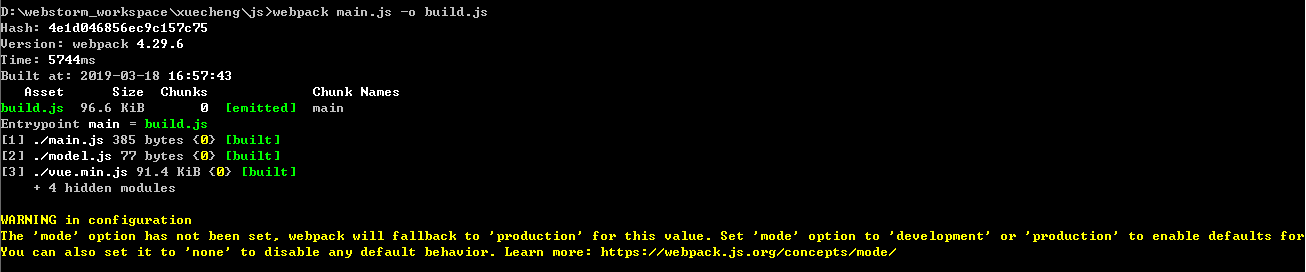 D:\webstorm_workspace\xuecheng\js>webpack main.js -o build.js
Hash: 4e1d046856ec9c157c75
Version: webpack 4.29.6
Time: 5744ms
Built at: 2019-03-18 16:57:43
Asset Size Chunks Chunk Names
build.js 96.6 KiB 0 [emitted] main
Entrypoint main = build.js
[1] ./main.js 385 bytes {0} [built]
[2] ./model.js 77 bytes {0} [built]
[3] ./vue.min.js 91.4 KiB {0} [built]
+ 4 hidden modules
WARNING in configuration
The 'mode' option has not been set, webpack will fallback to 'production' for this value. Set 'mode' option to 'development' or 'production' to enable defaults for
You can also set it to 'none' to disable any default behavior. Learn more: https://webpack.js.org/concepts/mode/